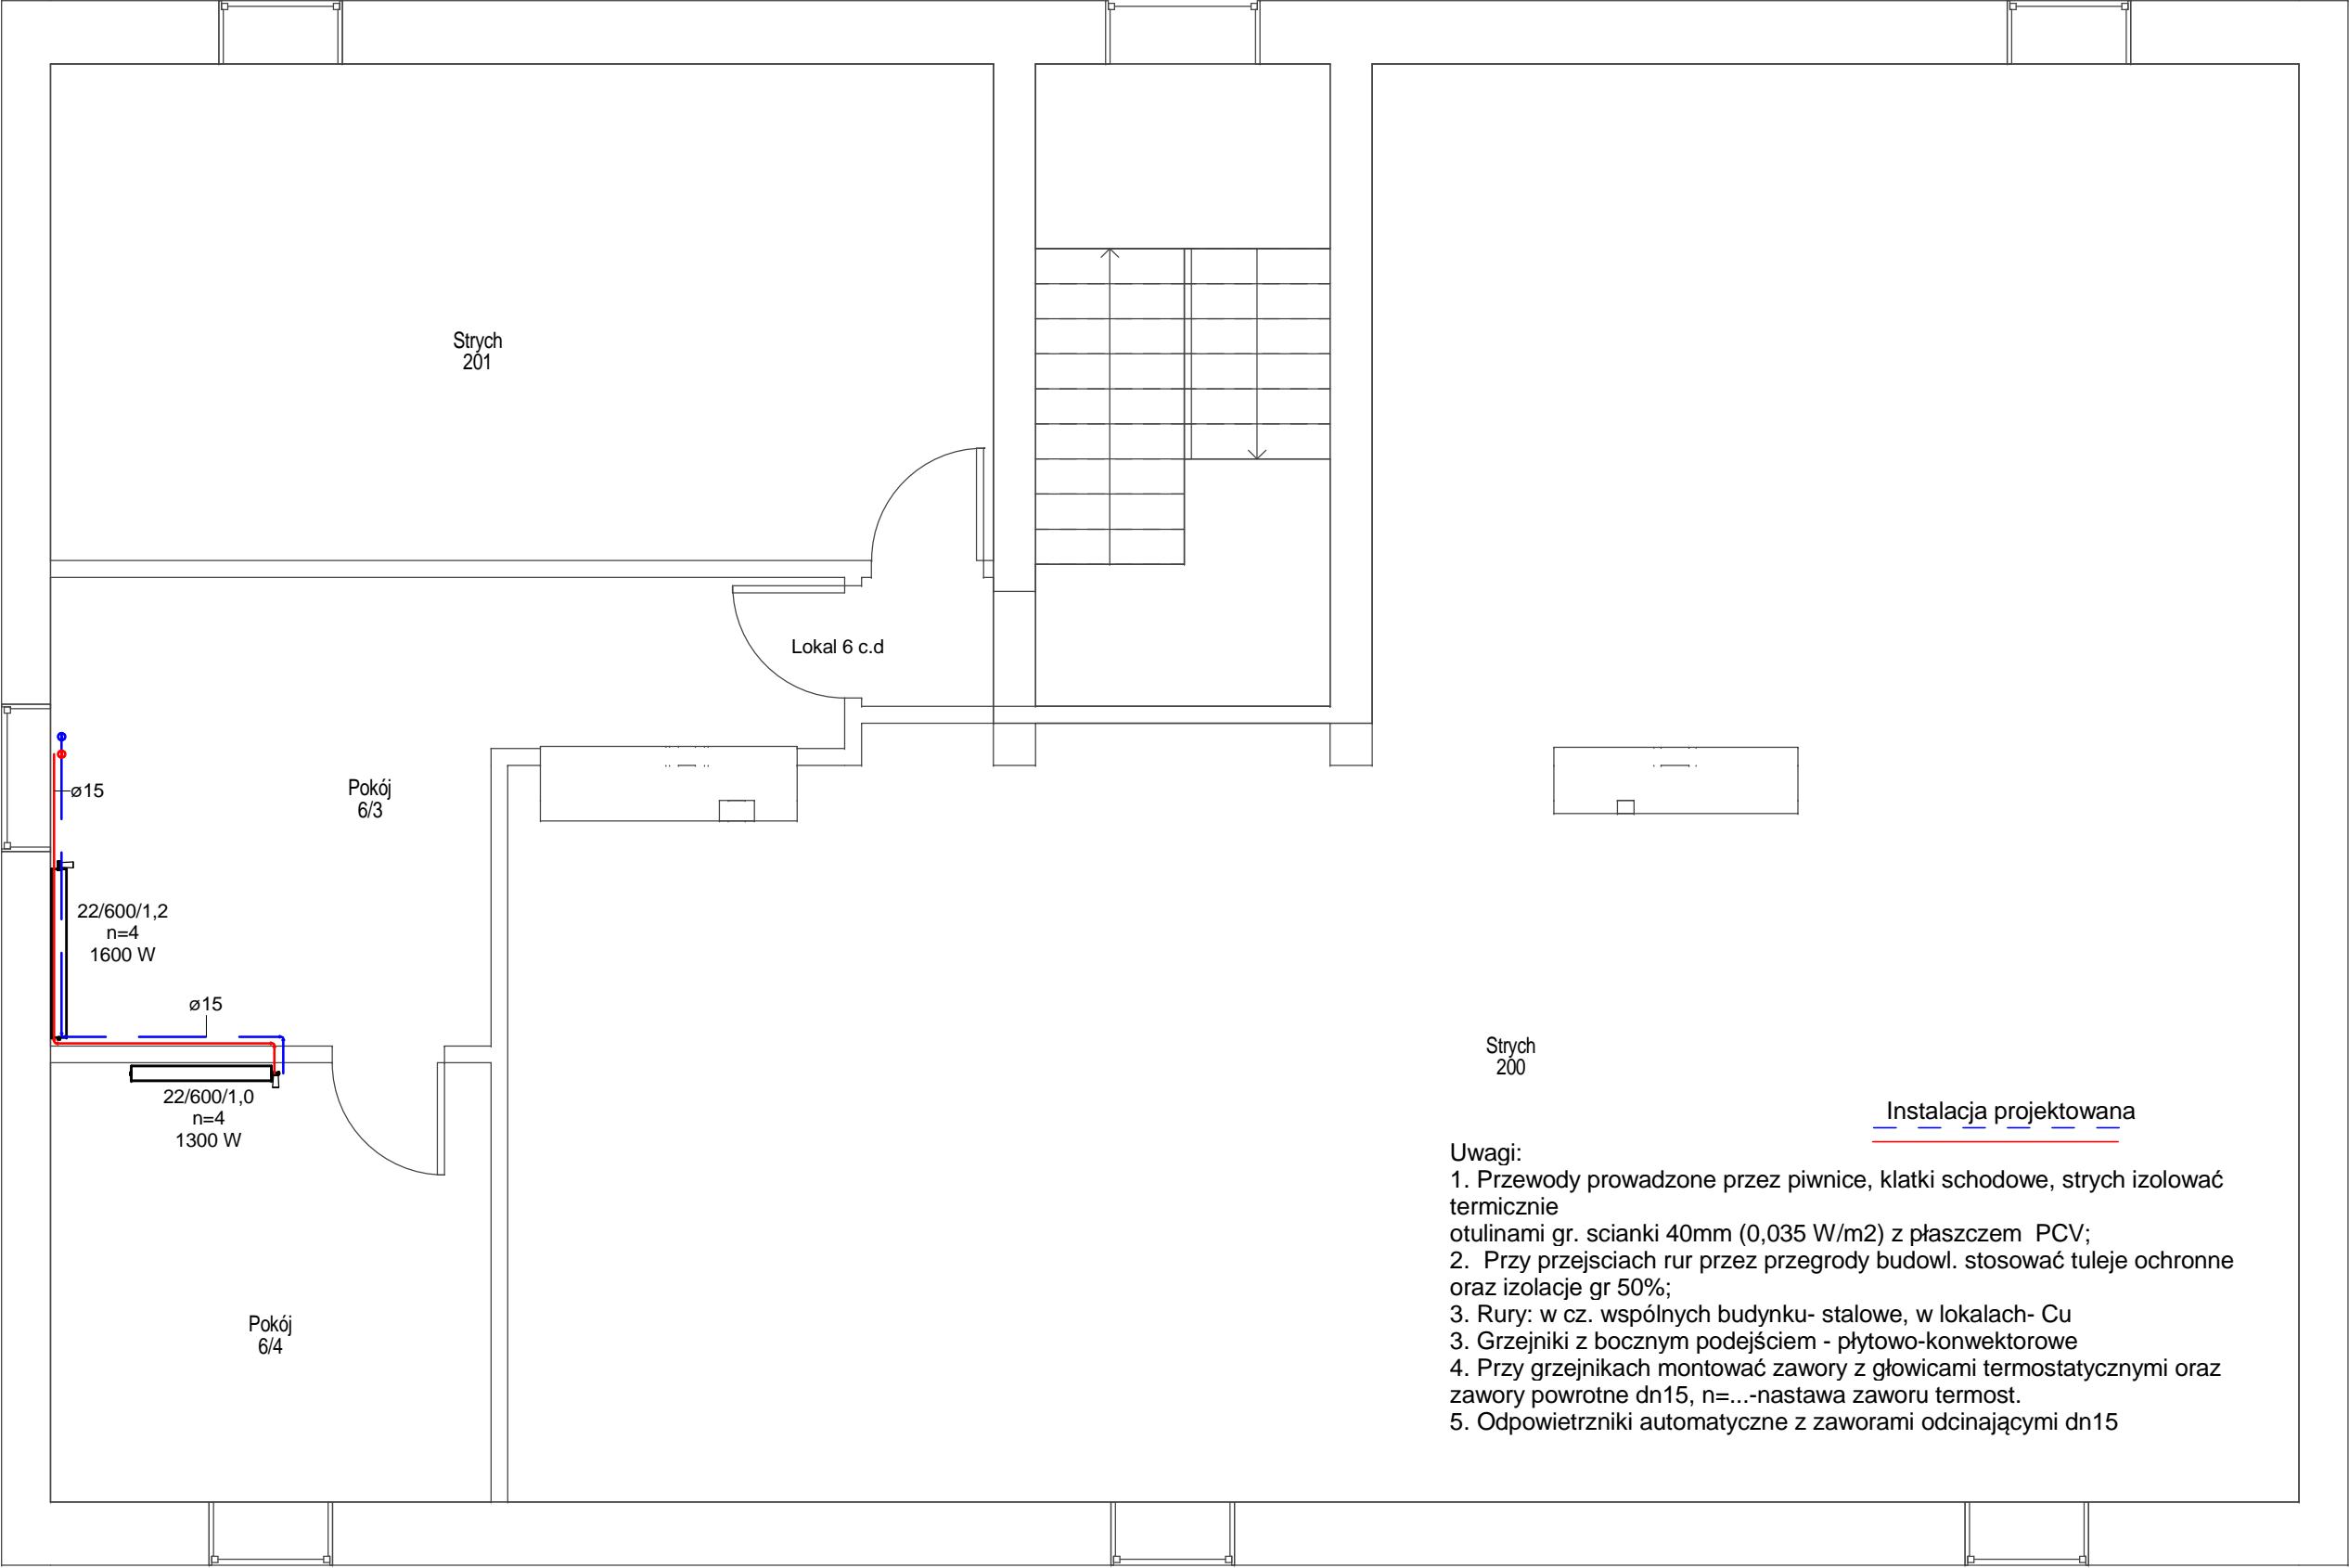 Strych
201
Lokal 6 c.d
Pokój
6/3
ø15
22/600/1,2
n=4
1600 W
ø15
22/600/1,0
n=4
1300 W
Pokój
6/4
Strych
200
Instalacja projektowana
Uwagi:
1. Przewody prowadzone przez piwnice, klatki schodowe, strych izolować
termicznie
otulinami gr. scianki 40mm (0,035 W/m2) z płaszczem  PCV;
2.  Przy przejsciach rur przez przegrody budowl. stosować tuleje ochronne
oraz izolacje gr 50%;
3. Rury: w cz. wspólnych budynku- stalowe, w lokalach- Cu
3. Grzejniki z bocznym podejściem - płytowo-konwektorowe
4. Przy grzejnikach montować zawory z głowicami termostatycznymi oraz
zawory powrotne dn15, n=...-nastawa zaworu termost.
5. Odpowietrzniki automatyczne z zaworami odcinającymi dn15